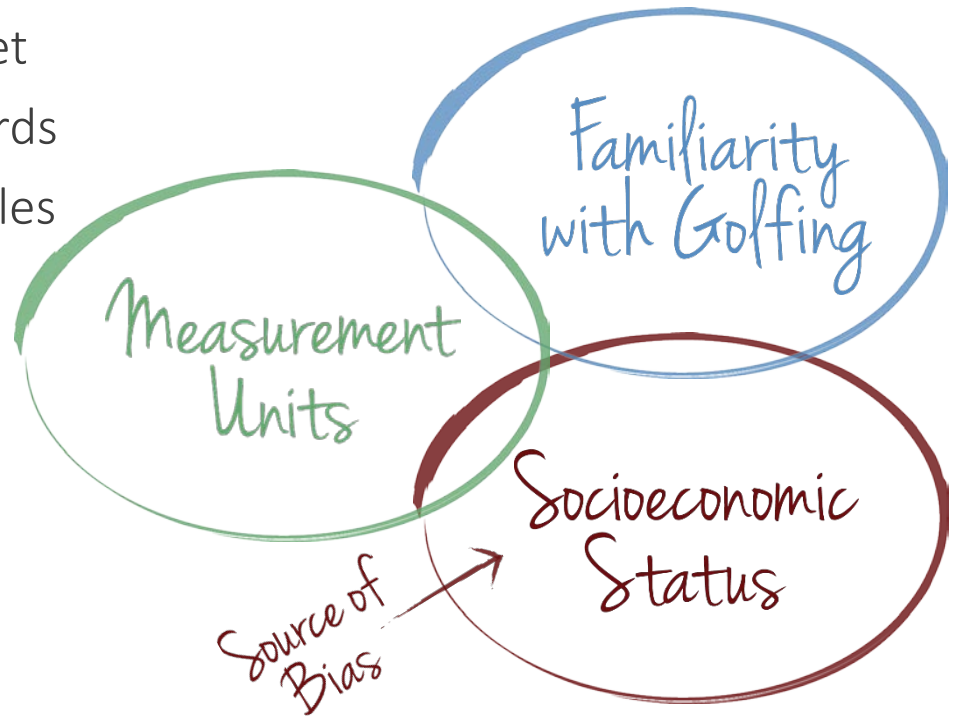 et
rds
les
Familiarity
with Golfing
Measurement
Units
Socioeconomic
Status
Source of
Bias